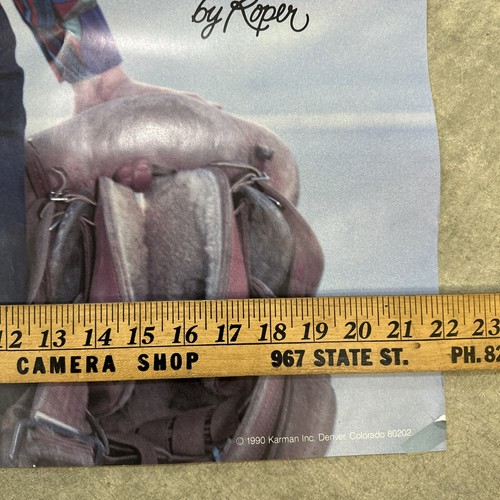 by Roper
12 13 14 15 16 17 18 19 20 21 22 23
CAMERA SHOP 967 STATE ST. PH. 82
© 1990 Karman Inc. Denver, Colorado 80202